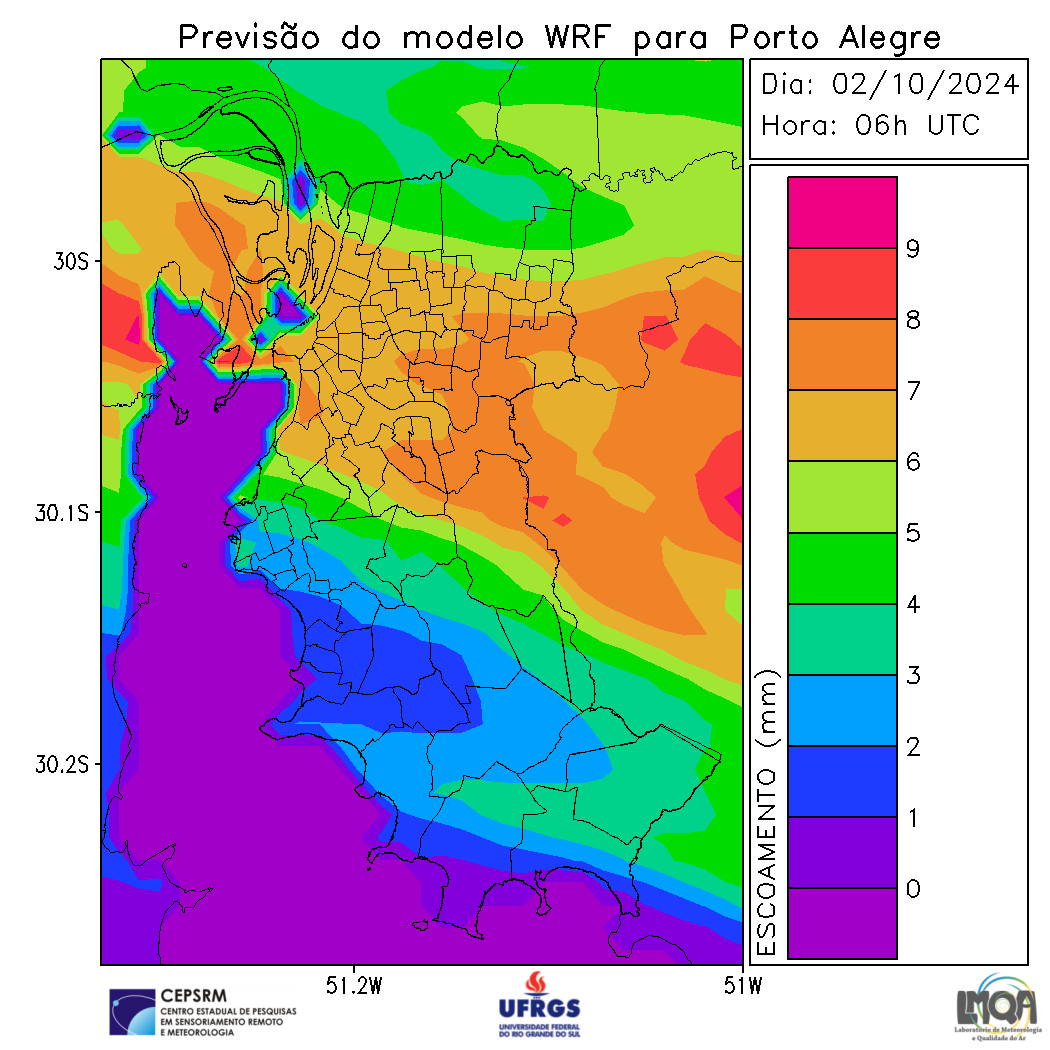 Previsão do modelo WRF para Porto Alegre
Dia: 02/10/2024
Hora: 06h UTC
30S
30.1S
30.2S
51.2W
51W
9
8
7
6
5
4
3
2
1
0
ESCOAMENTO (mm)
CEPSRM
CENTRO ESTADUAL DE PESQUISAS
EM SENSORIAMENTO REMOTO
E METEOROLOGIA
UFRGS
UNIVERSIDADE FEDERAL
DO RIO GRANDE DO SUL
LMQA
Laboratório de Meteorologia
e Qualidade do Ar